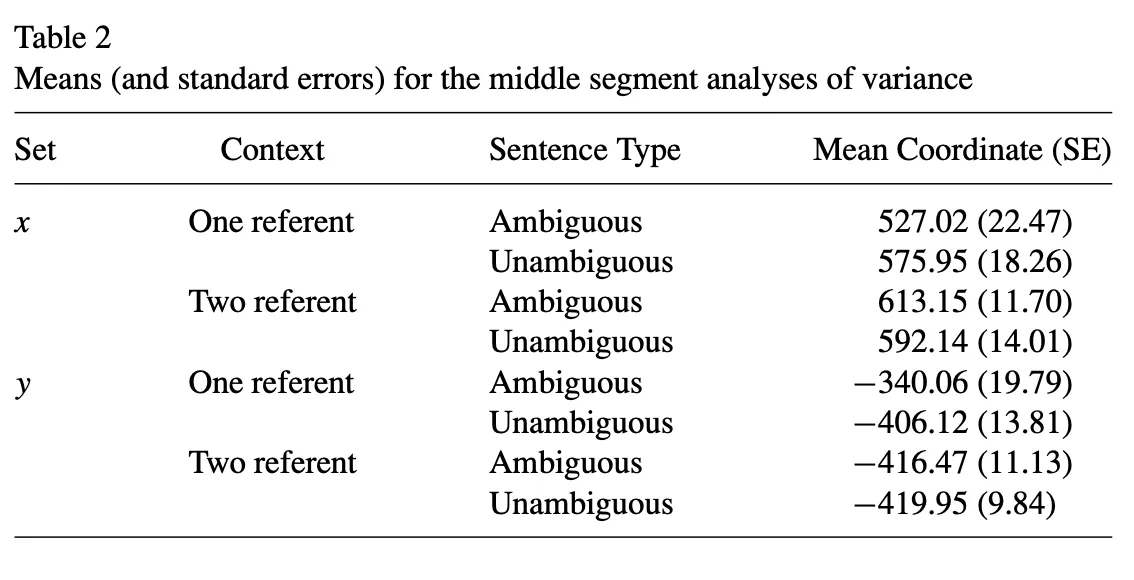 Table 2
Means (and standard errors) for the middle segment analyses of variance
Set Context Sentence Type Mean Coordinate (SE)
x One referent Ambiguous 527.02 (22.47)
Unambiguous 575.95 (18.26)
Two referent Ambiguous 613.15 (11.70)
Unambiguous 592.14 (14.01)
y One referent Ambiguous −340.06 (19.79)
Unambiguous −406.12 (13.81)
Two referent Ambiguous −416.47 (11.13)
Unambiguous −419.95 (9.84)